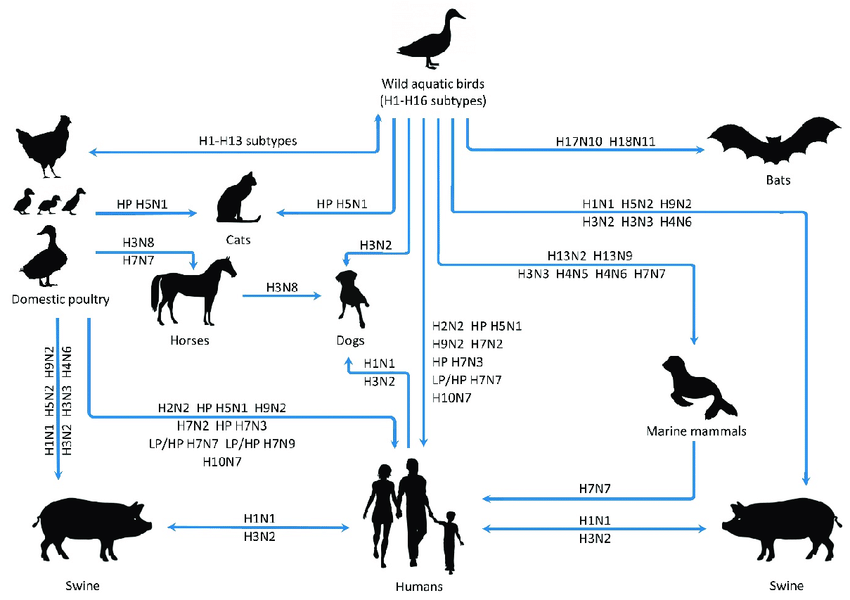 Wild aquatic birds
(H1-H16 subtypes)
H1-H13 subtypes
H17N10 H18N11
Bats
HP H5N1
HP H5N1
Cats
H1N1 H5N2 H9N2
H3N2 H3N3 H4N6
H3N8
H7N7
H3N2
H13N2 H13N9
H3N3 H4N5 H4N6 H7N7
Domestic poultry
H3N8
Horses
Dogs
H2N2 HP H5N1
H9N2 H7N2
HP H7N3
LP/HP H7N7
H10N7
H1N1
H3N2
H1N1 H5N2 H9N2
H3N2 H3N3 H4N6
H2N2 HP H5N1 H9N2
H7N2 HP H7N3
LP/HP H7N7 LP/HP H7N9
H10N7
Marine mammals
H7N7
H1N1
H3N2
H1N1
H3N2
Swine
Humans
Swine